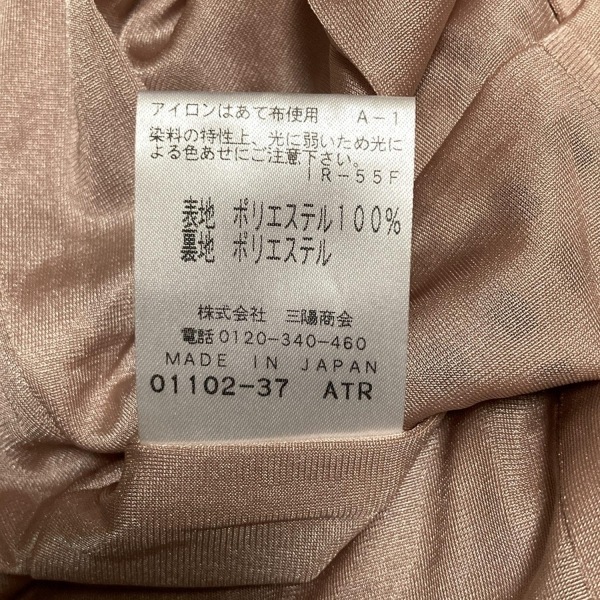 アイロンはあて布使用　A-1
染料の特性上、光に弱いため光に
よる色あせにご注意下さい。
IR-55F
表地 ポリエステル100%
裏地 ポリエステル
株式会社 三陽商会
電話0120-340-460
MADE IN JAPAN
01102-37 ATR